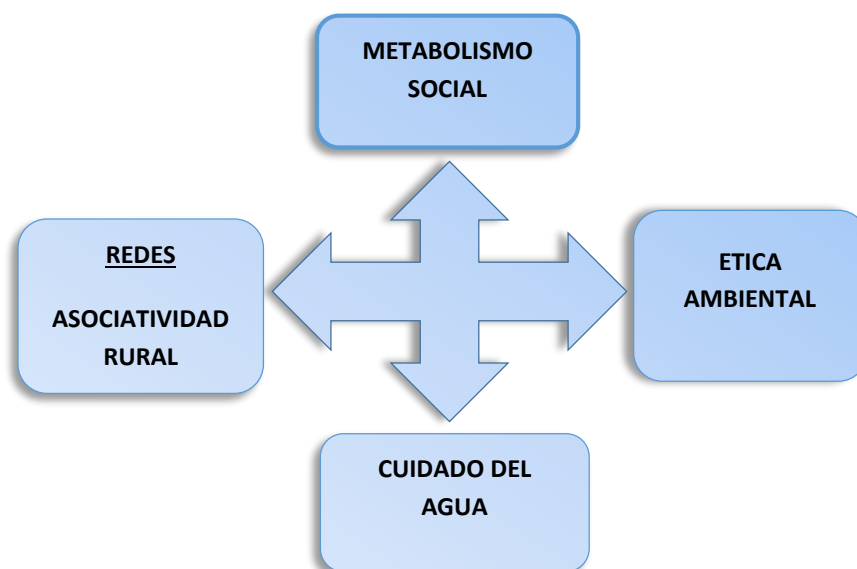 METABOLISMO
SOCIAL
REDES
ASOCIATIVIDAD
RURAL
ETICA
AMBIENTAL
CUIDADO DEL
AGUA